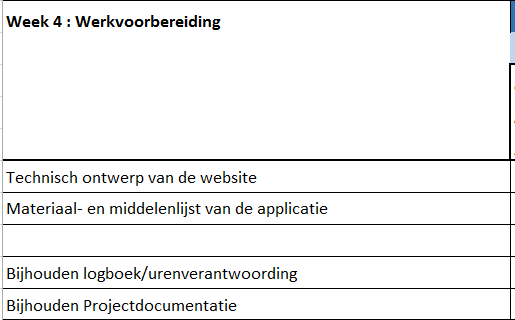 Week 4 : Werkvoorbereiding
Technisch ontwerp van de website
Materiaal- en middelenlijst van de applicatie
Bijhouden logboek/urenverantwoording
Bijhouden Projectdocumentatie